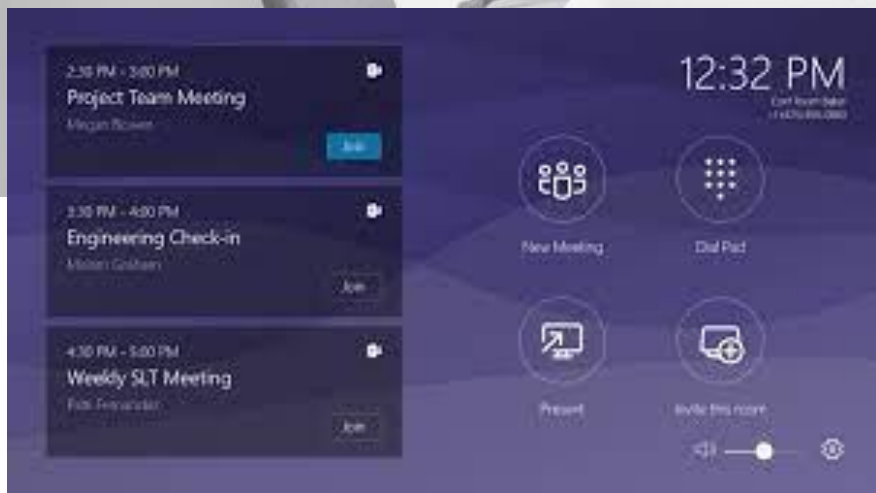 2:30 PM - 3:00 PM
Project Team Meeting
Megan Bowen
Join
3:30 PM - 4:00 PM
Engineering Check-in
Join
4:30 PM - 5:00 PM
Weekly SLT Meeting
Join
12:32 PM
New Meeting
Dial Pad
Present
Invite this room